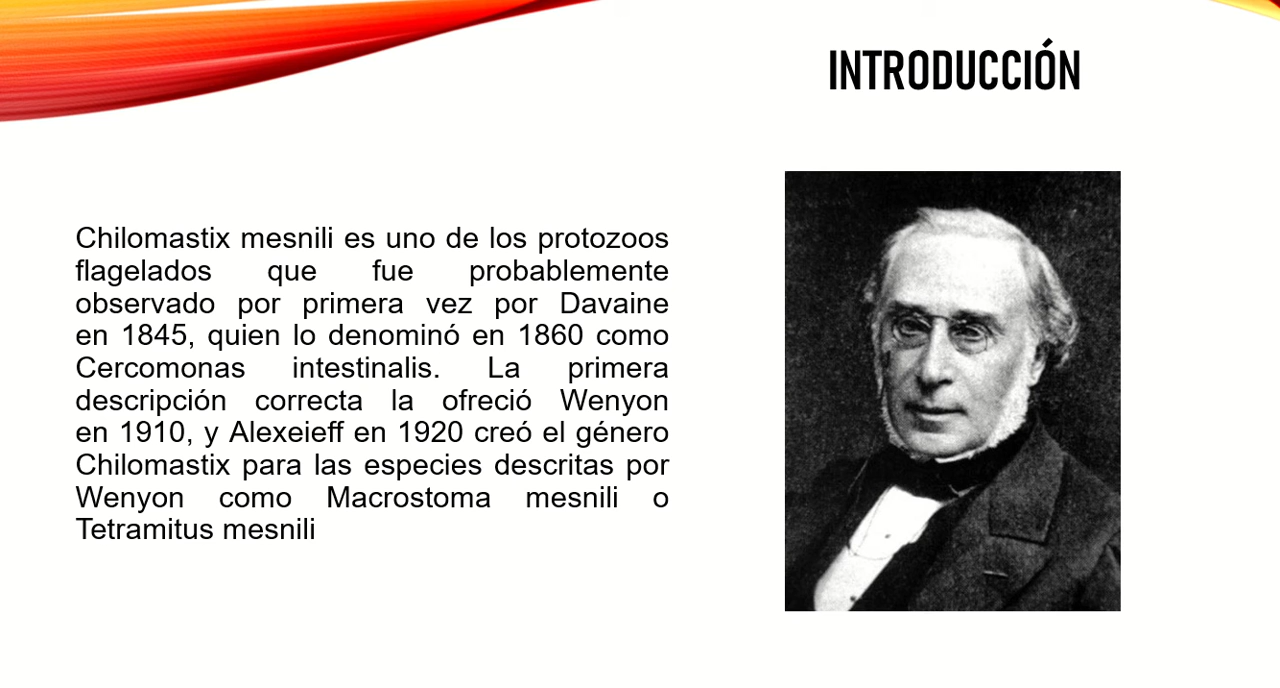 INTRODUCCIÓN
Chilomastix mesnili es uno de los protozoos
flagelados que fue probablemente
observado por primera vez por Davaine
en 1845, quien lo denominó en 1860 como
Cercomonas intestinalis. La primera
descripción correcta la ofreció Wenyon
en 1910, y Alexeieff en 1920 creó el género
Chilomastix para las especies descritas por
Wenyon como Macrostoma mesnili o
Tetramitus mesnili